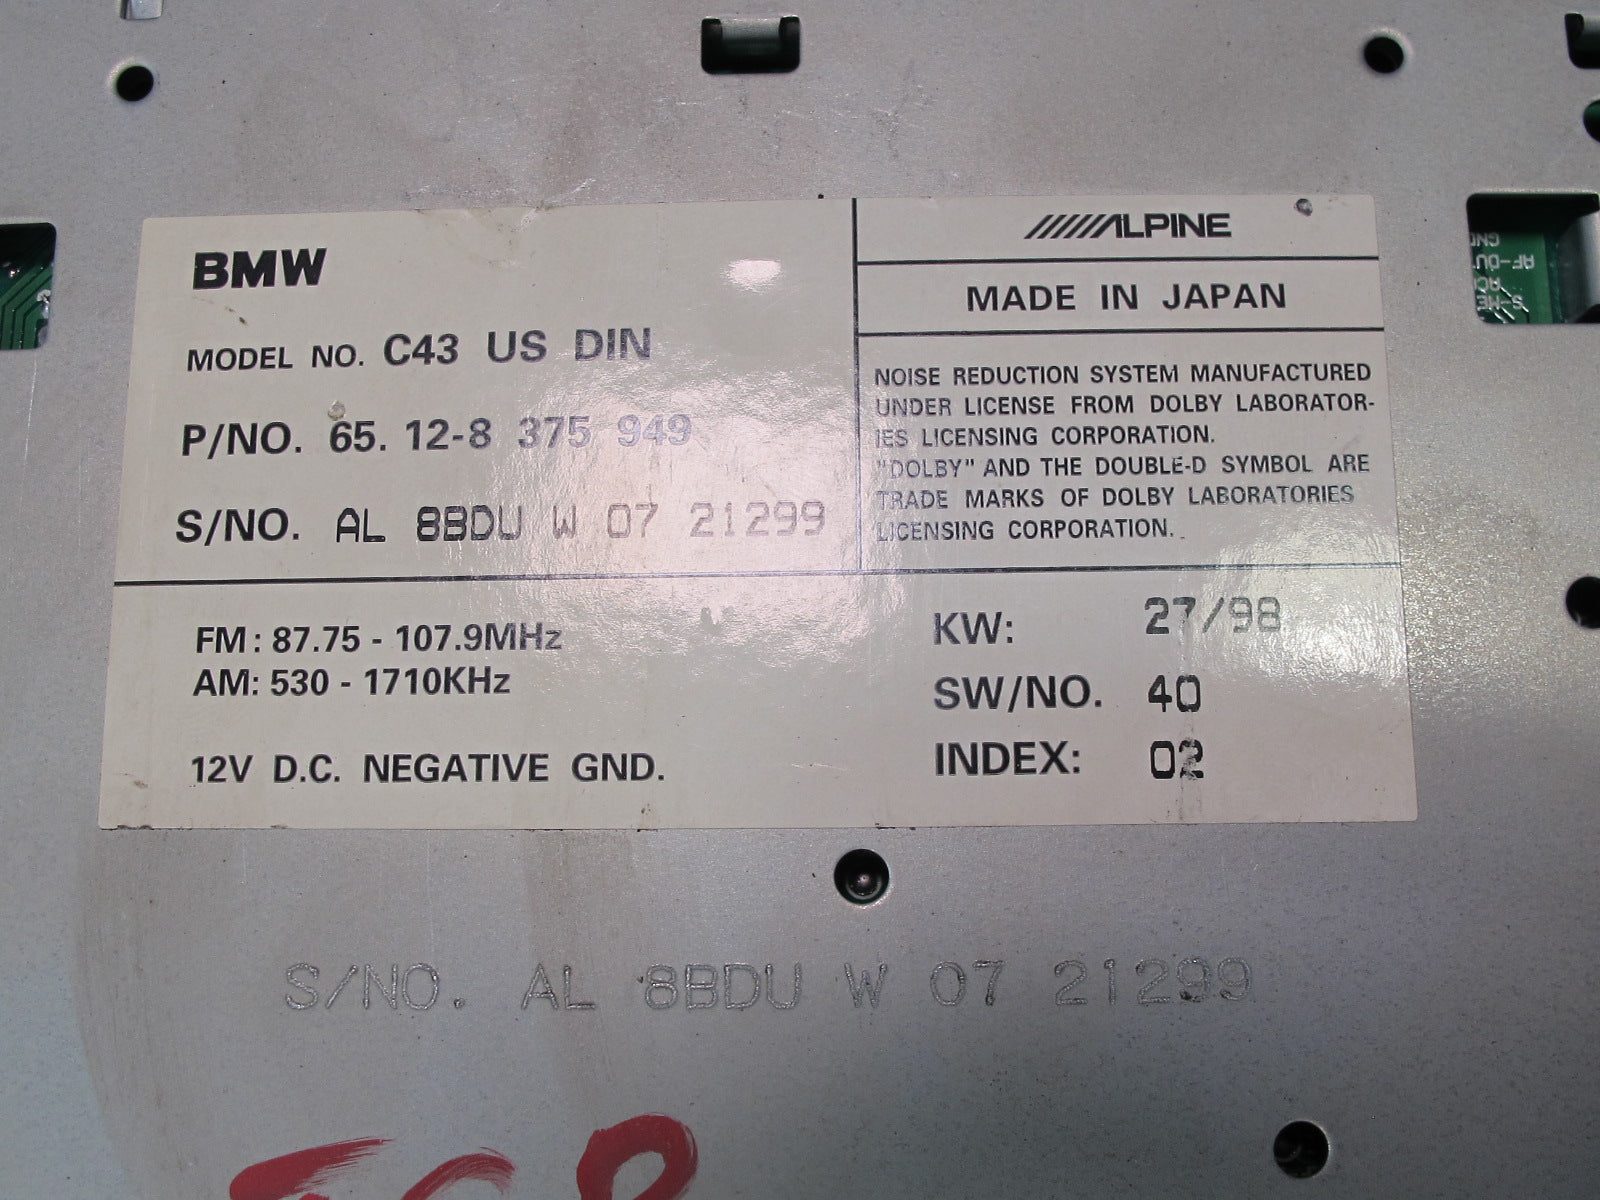 BMW
MODEL NO. C43 US DIN
P/NO. 65. 12-8 375 949
S/NO. AL 8BDU W 07 21299
ALPINE
MADE IN JAPAN
NOISE REDUCTION SYSTEM MANUFACTURED
UNDER LICENSE FROM DOLBY LABORATOR-
IES LICENSING CORPORATION.
"DOLBY" AND THE DOUBLE-D SYMBOL ARE
TRADE MARKS OF DOLBY LABORATORIES
LICENSING CORPORATION.
FM: 87.75 - 107.9MHz
AM: 530 - 1710KHz
12V D.C. NEGATIVE GND.
KW: 27/98
SW/NO. 40
INDEX: 02
S/NO. AL 8BDU W 07 21299
GND